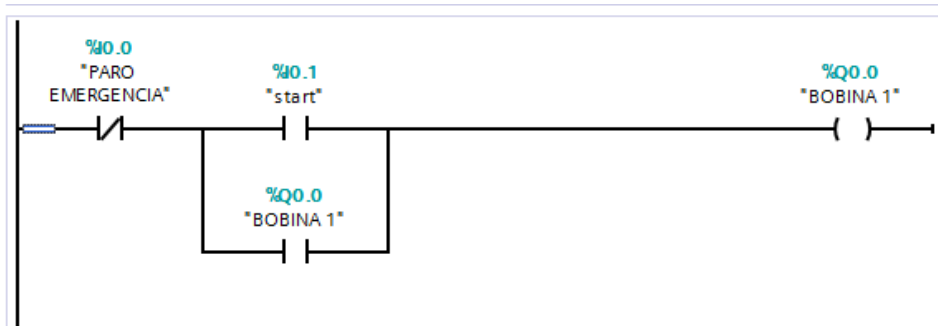 %I0.0
"PARO
EMERGENCIA"
%I0.1
"start"
%Q0.0
"BOBINA 1"
%Q0.0
"BOBINA 1"